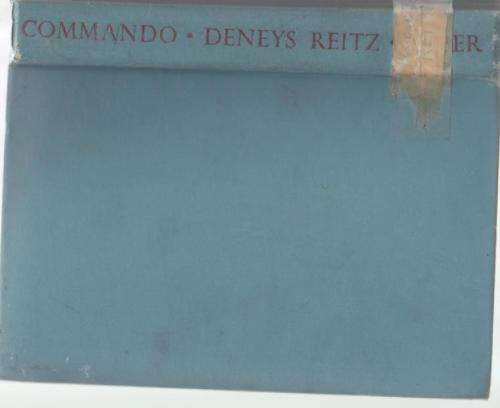 COMMANDO • DENEYS REITZ •